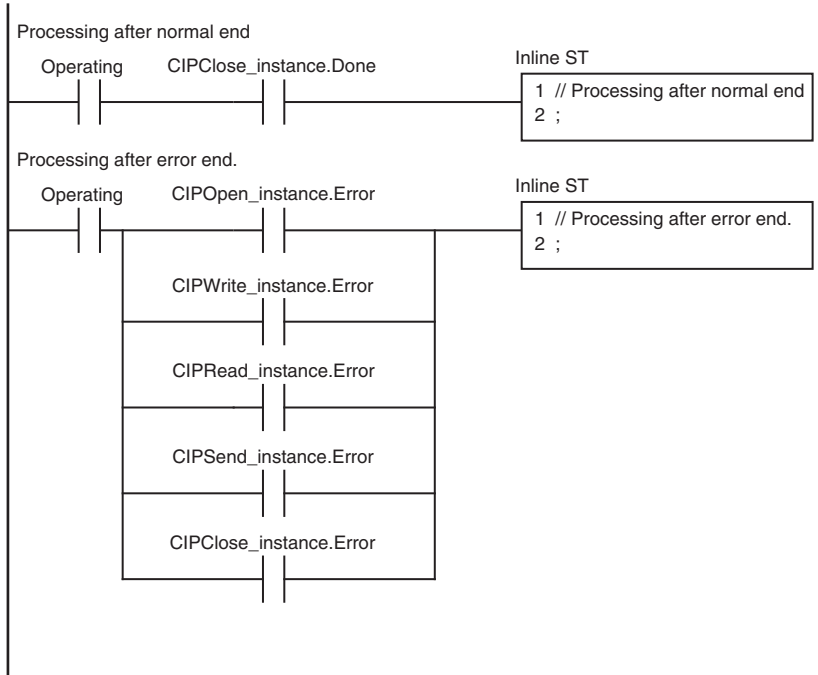 Processing after normal end
Operating CIPClose_instance.Done Inline ST
1 // Processing after normal end
2 ;
Processing after error end.
Operating CIPOpen_instance.Error Inline ST
1 // Processing after error end.
2 ;
CIPWrite_instance.Error
CIPRead_instance.Error
CIPSend_instance.Error
CIPClose_instance.Error